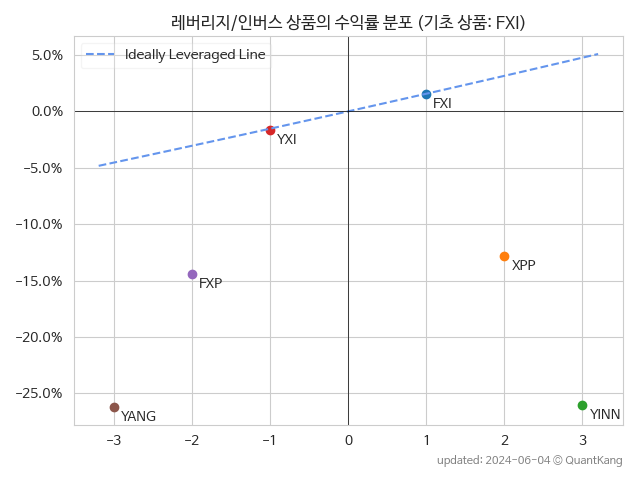 레버리지/인버스 상품의 수익률 분포 (기초 상품: FXI)
5.0%
Ideally Leveraged Line
0.0%
FXI
YXI
−5.0%
−10.0%
XPP
−15.0%
FXP
−20.0%
−25.0%
YANG
YINN
−3 −2 −1 0 1 2 3
updated: 2024-06-04 © QuantKang